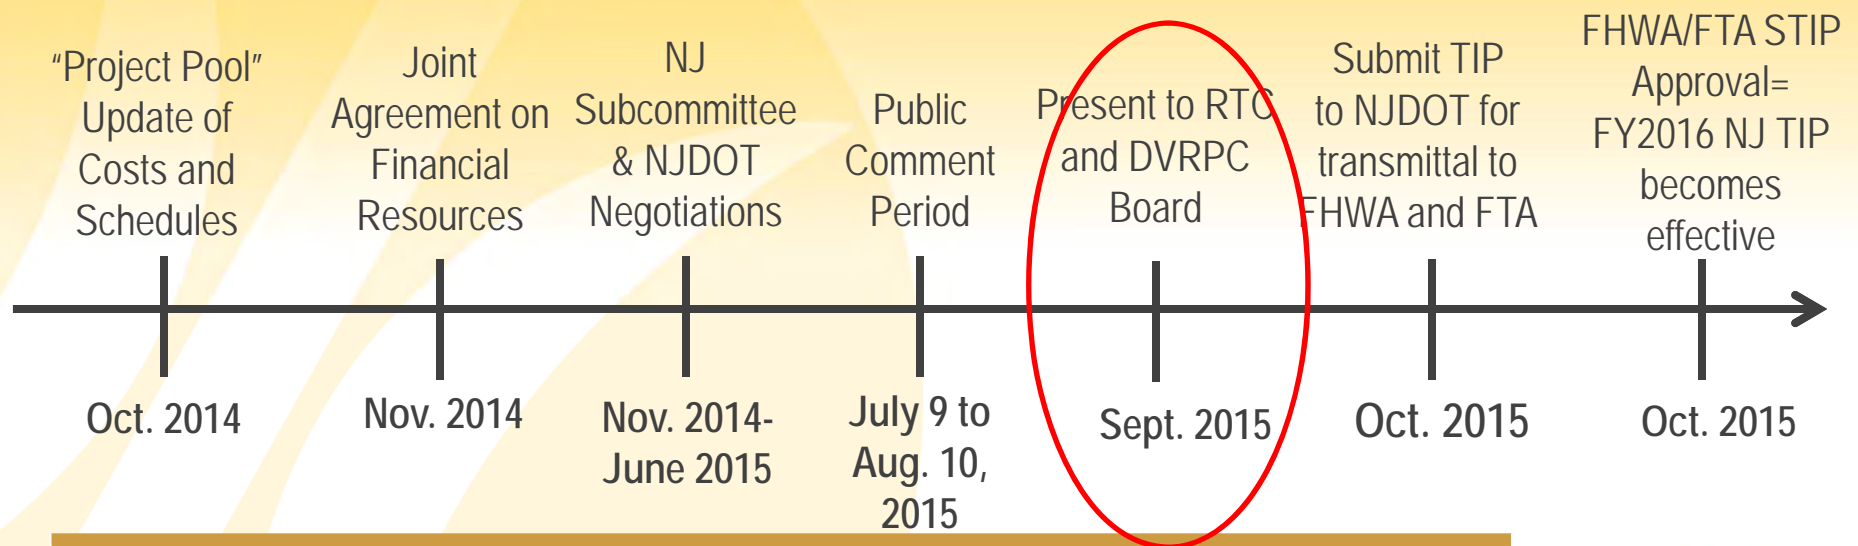 “Project Pool”
Update of
Costs and
Schedules
Oct. 2014
Joint
Agreement on
Financial
Resources
Nov. 2014
NJ
Subcommittee
& NJDOT
Negotiations
Nov. 2014-
June 2015
Public
Comment
Period
July 9 to
Aug. 10,
2015
Present to RTC
and DVRPC
Board
Sept. 2015
Submit TIP
to NJDOT for
transmittal to
FHWA and FTA
Oct. 2015
FHWA/FTA STIP
Approval=
FY2016 NJ TIP
becomes
effective
Oct. 2015